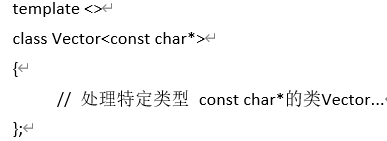 template <>
class Vector<const char*>
{
// 处理特定类型 const char*的类Vector...
};